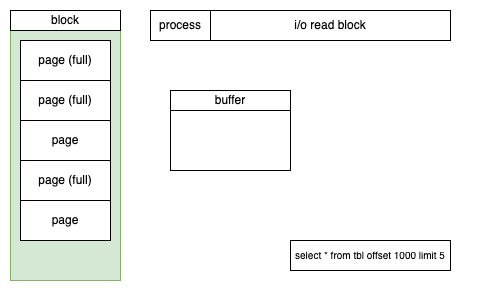 block
page (full)
page (full)
page
page (full)
page
process
i/o read block
buffer
select * from tbl offset 1000 limit 5